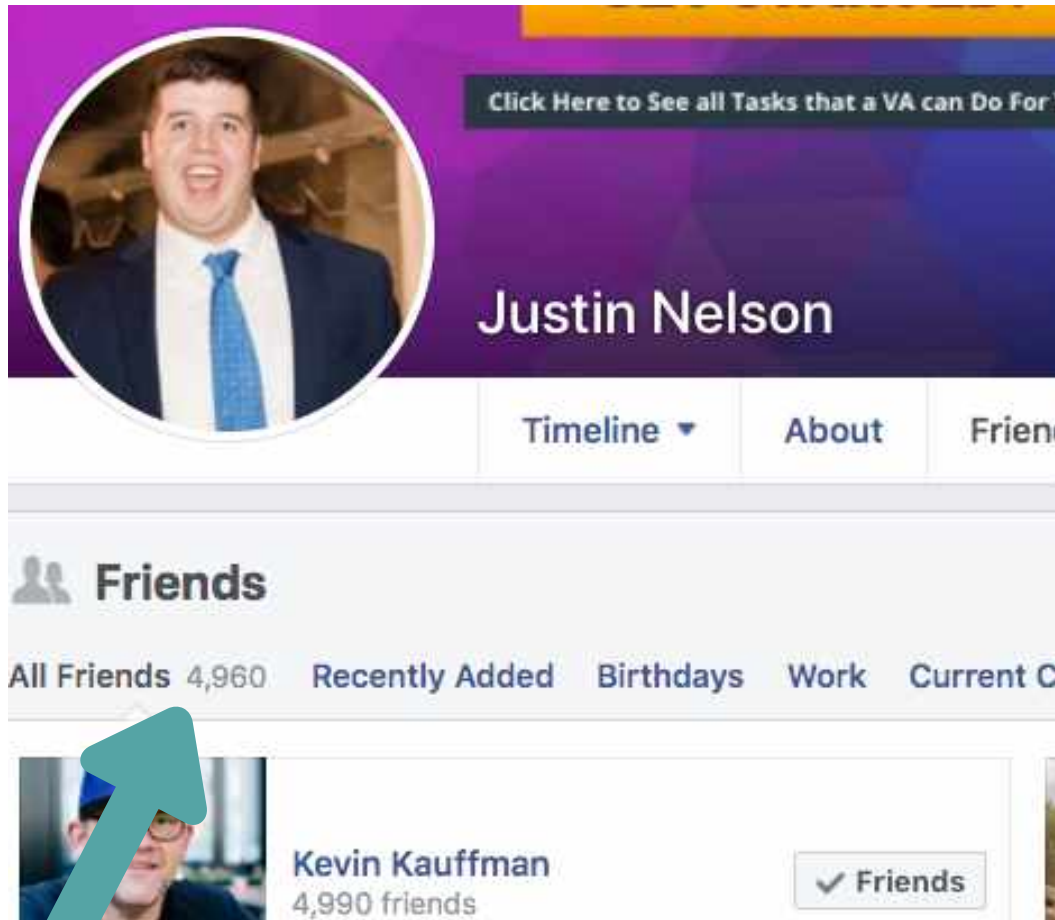 Click Here to See all Tasks that a VA can Do For
Justin Nelson
Timeline
About
Friends
All Friends 4,960 Recently Added Birthdays Work Current
Kevin Kauffman
4,990 friends
Friends